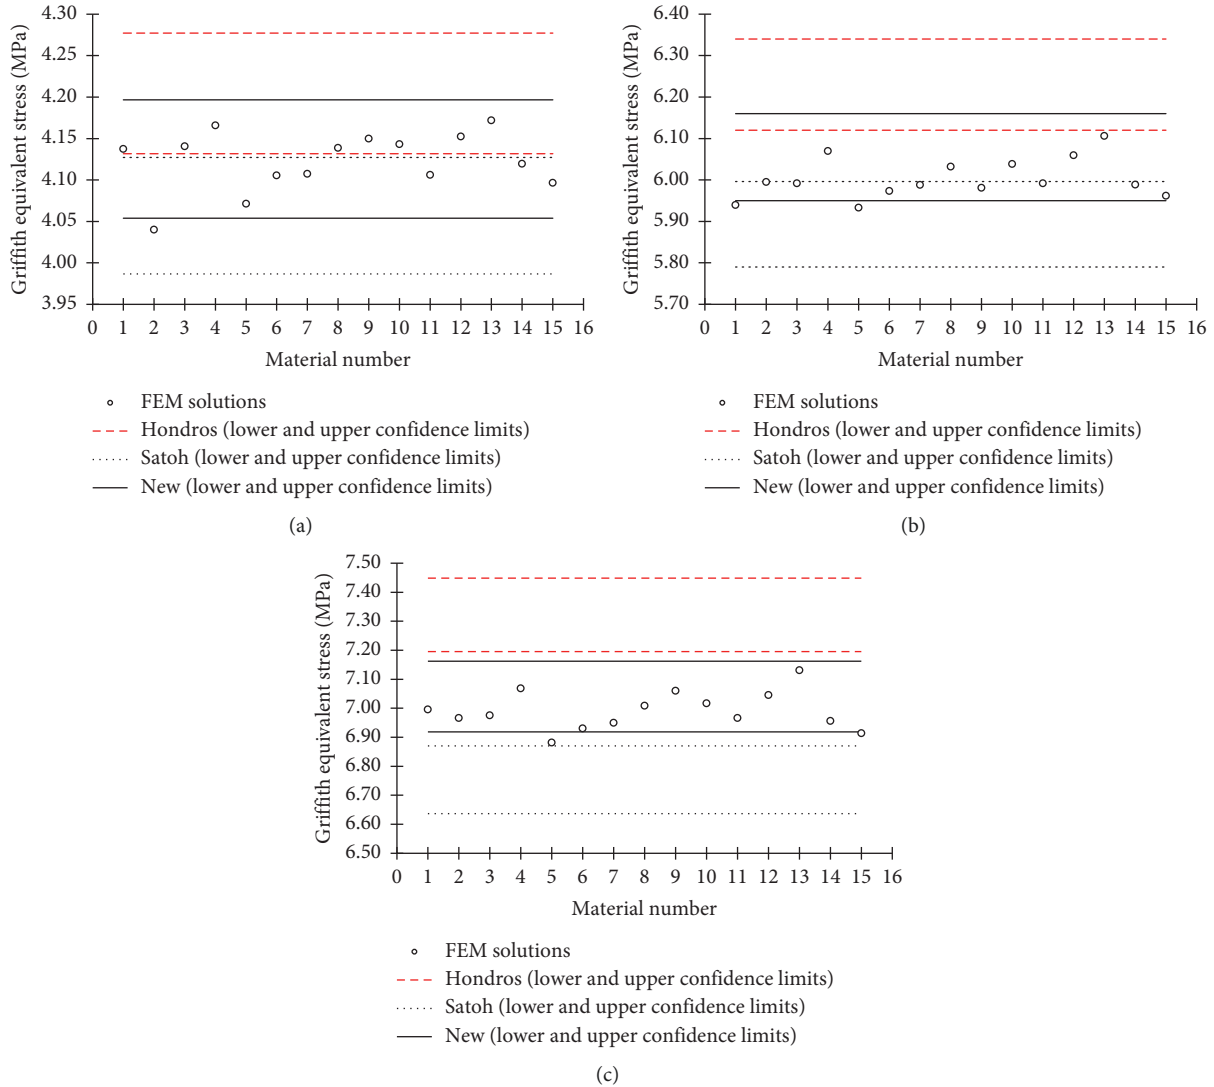 Griffith equivalent stress (MPa)
4.30
4.25
4.20
4.15
4.10
4.05
4.00
3.95
0 1 2 3 4 5 6 7 8 9 10 11 12 13 14 15 16
Material number
FEM solutions
Hondros (lower and upper confidence limits)
Satoh (lower and upper confidence limits)
New (lower and upper confidence limits)
(a)
Griffith equivalent stress (MPa)
6.40
6.30
6.20
6.10
6.00
5.90
5.80
5.70
0 1 2 3 4 5 6 7 8 9 10 11 12 13 14 15 16
Material number
FEM solutions
Hondros (lower and upper confidence limits)
Satoh (lower and upper confidence limits)
New (lower and upper confidence limits)
(b)
Griffith equivalent stress (MPa)
7.50
7.40
7.30
7.20
7.10
7.00
6.90
6.80
6.70
6.60
6.50
0 1 2 3 4 5 6 7 8 9 10 11 12 13 14 15 16
Material number
FEM solutions
Hondros (lower and upper confidence limits)
Satoh (lower and upper confidence limits)
New (lower and upper confidence limits)
(c)